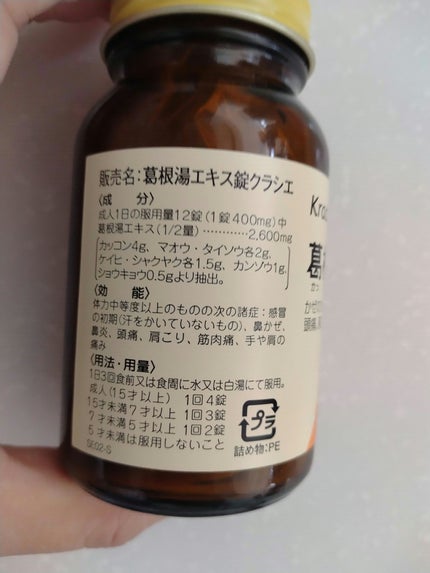 販売名:葛根湯エキス錠クラシエ
〈成 分〉
成人1日の服用量12錠(1錠400mg)中
葛根湯エキス(1/2量)…………2,600mg
カッコン4g、マオウ・タイソウ各2g、
ケイヒ・シャクヤク各1.5g、カンゾウ1g、
ショウキョウ0.5gより抽出。
〈効 能〉
体力中等度以上のものの次の諸症:感冒
の初期(汗をかいていないもの)、鼻かぜ、
鼻炎、頭痛、肩こり、筋肉痛、手や肩の
痛み
〈用法・用量〉
1日3回食前又は食間に水又は白湯にて服用。
成人(15才以上) 1回4錠
15才未満7才以上 1回3錠
7才未満5才以上 1回2錠
5才未満は服用しないこと
SE02-S
プラ
詰め物:PE
Krac
葛
かぜの
頭痛、